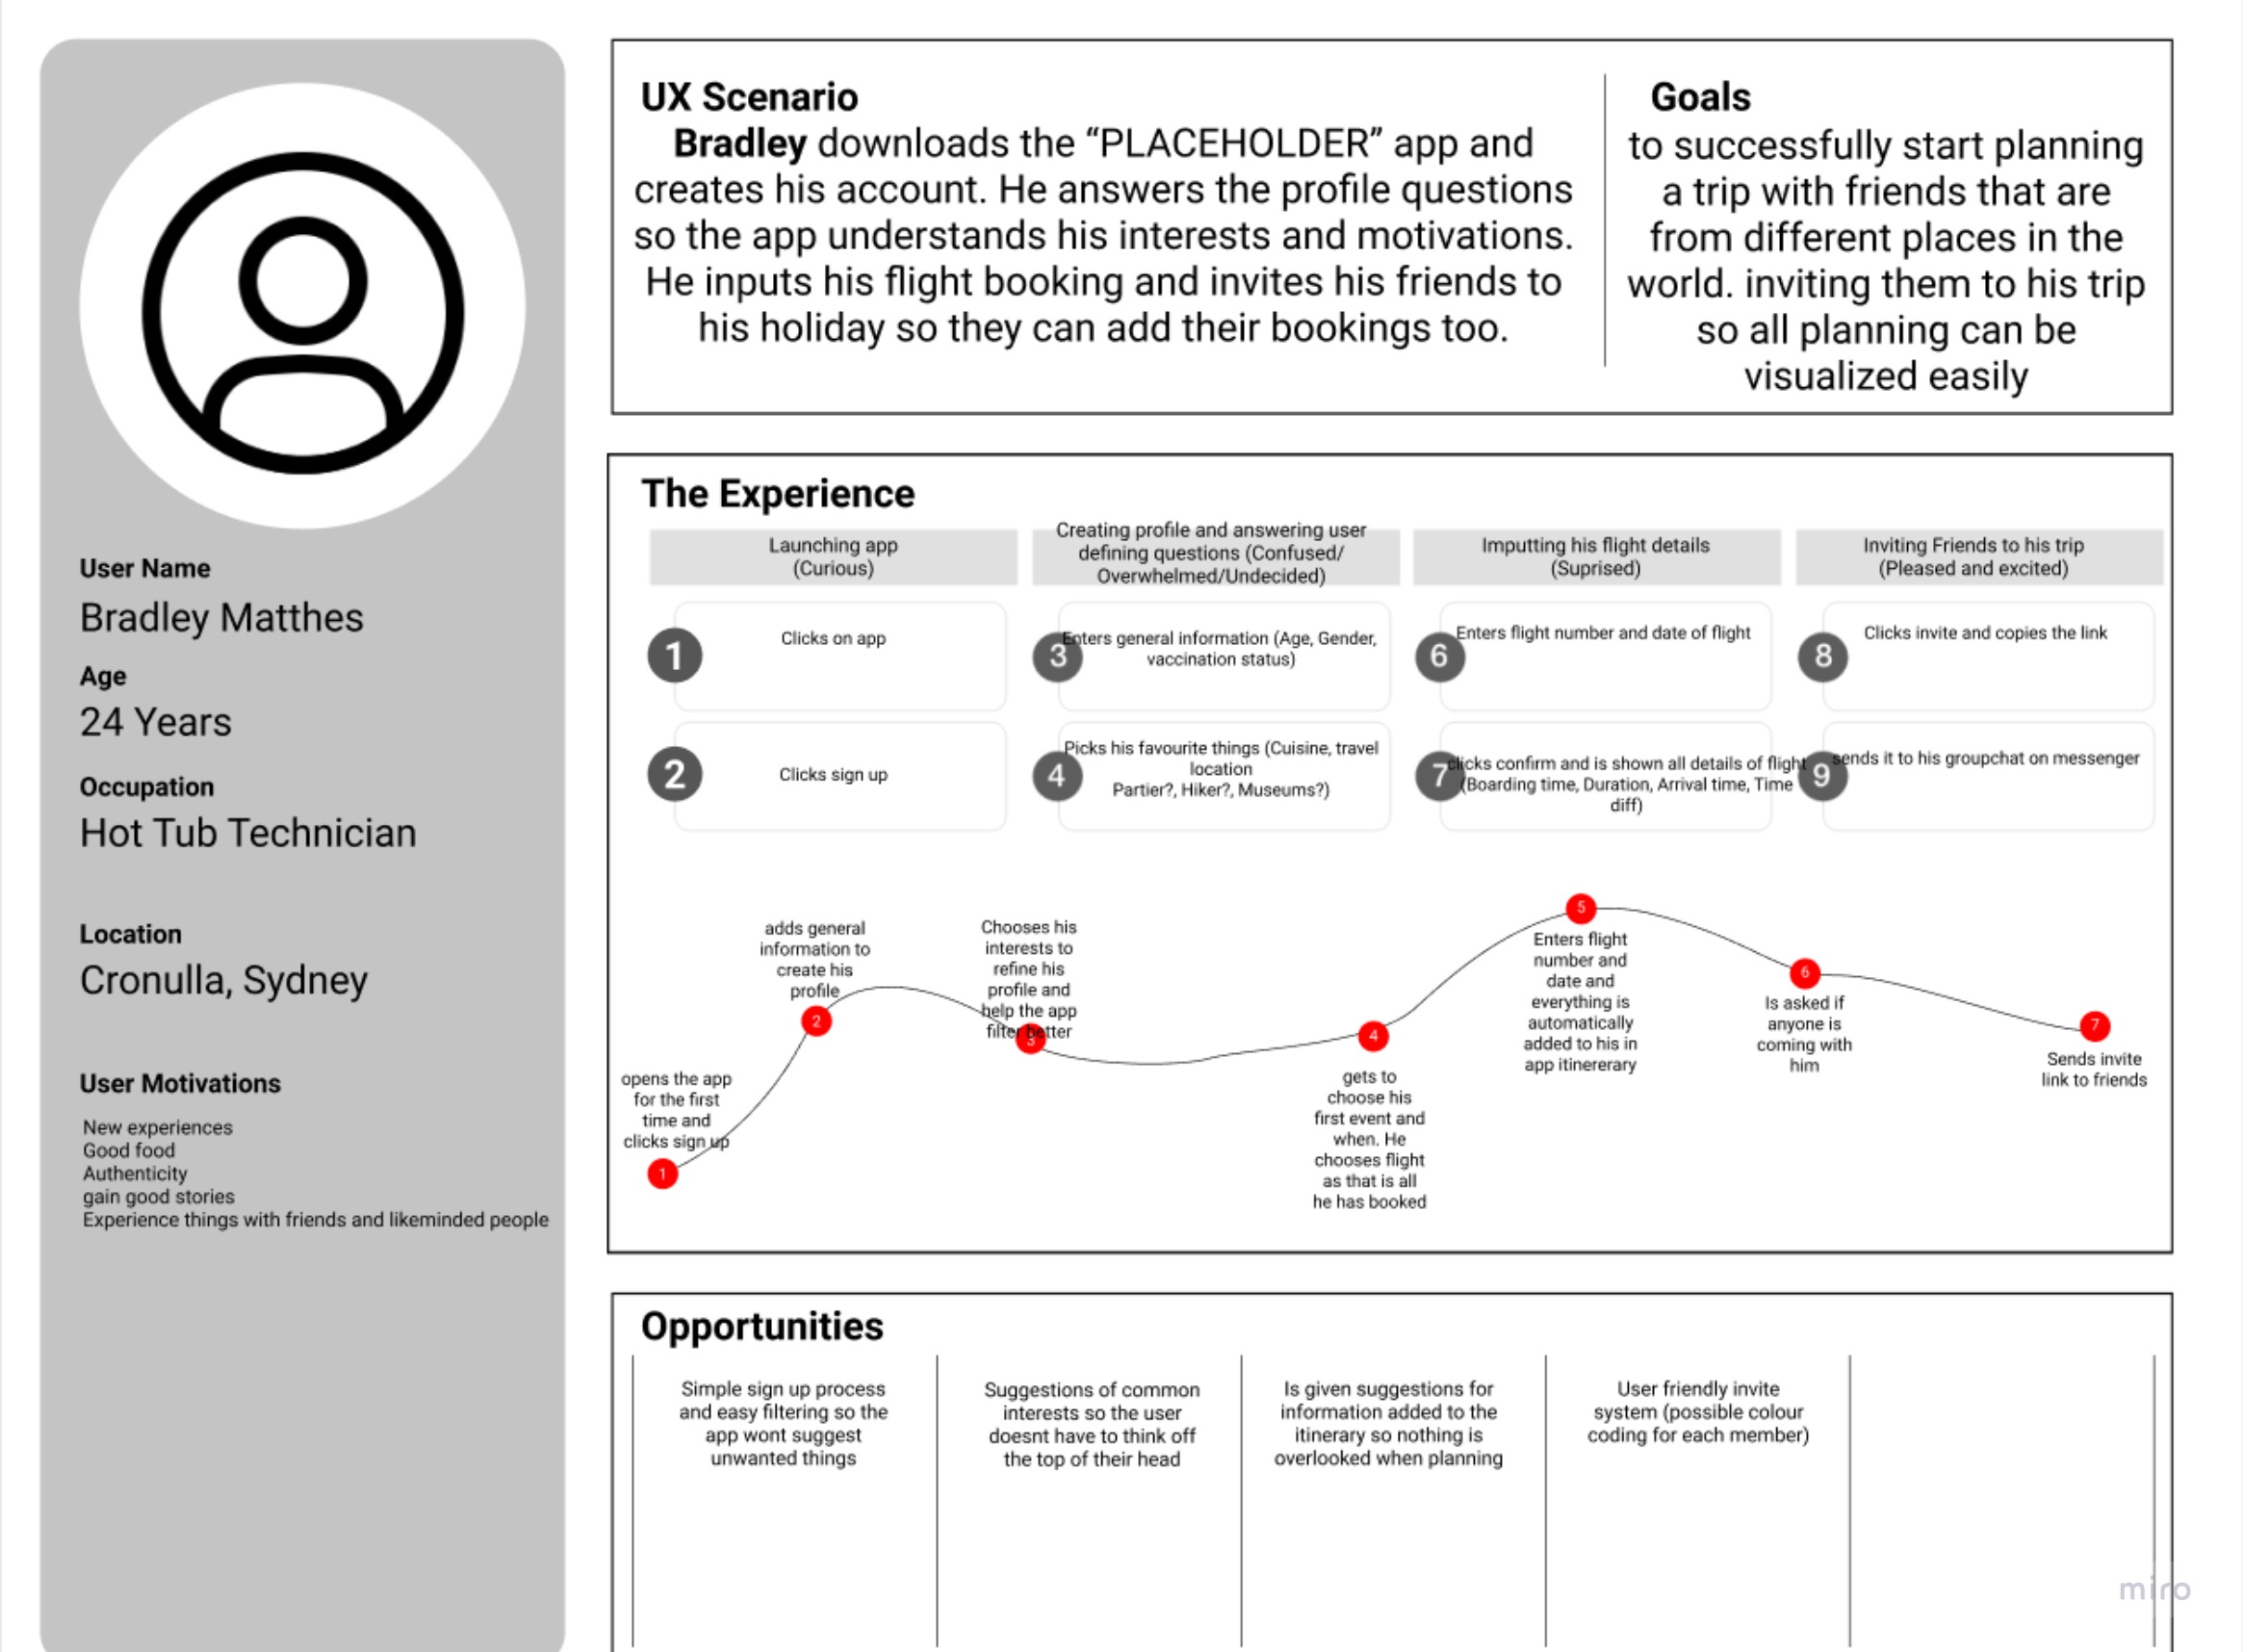 User Name
Bradley Matthes
Age
24 Years
Occupation
Hot Tub Technician
Location
Cronulla, Sydney
User Motivations
New experiences
Good food
Authenticity
gain good stories
Experience things with friends and likeminded people
UX Scenario
Bradley downloads the “PLACEHOLDER” app and
creates his account. He answers the profile questions
so the app understands his interests and motivations.
He inputs his flight booking and invites his friends to
his holiday so they can add their bookings too.
Goals
to successfully start planning
a trip with friends that are
from different places in the
world. inviting them to his trip
so all planning can be
visualized easily
The Experience
Launching app
(Curious)
1
Clicks on app
2
Clicks sign up
Creating profile and answering user
defining questions (Confused/
Overwhelmed/Undecided)
3
Enters general information (Age, Gender,
vaccination status)
4
Picks his favourite things (Cuisine, travel
location
Partier?, Hiker?, Museums?)
Imputting his flight details
(Suprised)
6
Enters flight number and date of flight
7
clicks confirm and is shown all details of flight
(Boarding time, Duration, Arrival time, Time
diff)
Inviting Friends to his trip
(Pleased and excited)
8
Clicks invite and copies the link
9
sends it to his groupchat on messenger
opens the app
for the first
time and
clicks sign up
1
adds general
information to
create his
profile
2
Chooses his
interests to
refine his
profile and
help the app
filter better
3
4
gets to
choose his
first event and
when. He
chooses flight
as that is all
he has booked
5
Enters flight
number and
date and
everything is
automatically
added to his in
app itinererary
6
Is asked if
anyone is
coming with
him
7
Sends invite
link to friends
Opportunities
Simple sign up process
and easy filtering so the
app wont suggest
unwanted things
Suggestions of common
interests so the user
doesnt have to think off
the top of their head
Is given suggestions for
information added to the
itinerary so nothing is
overlooked when planning
User friendly invite
system (possible colour
coding for each member)
miro